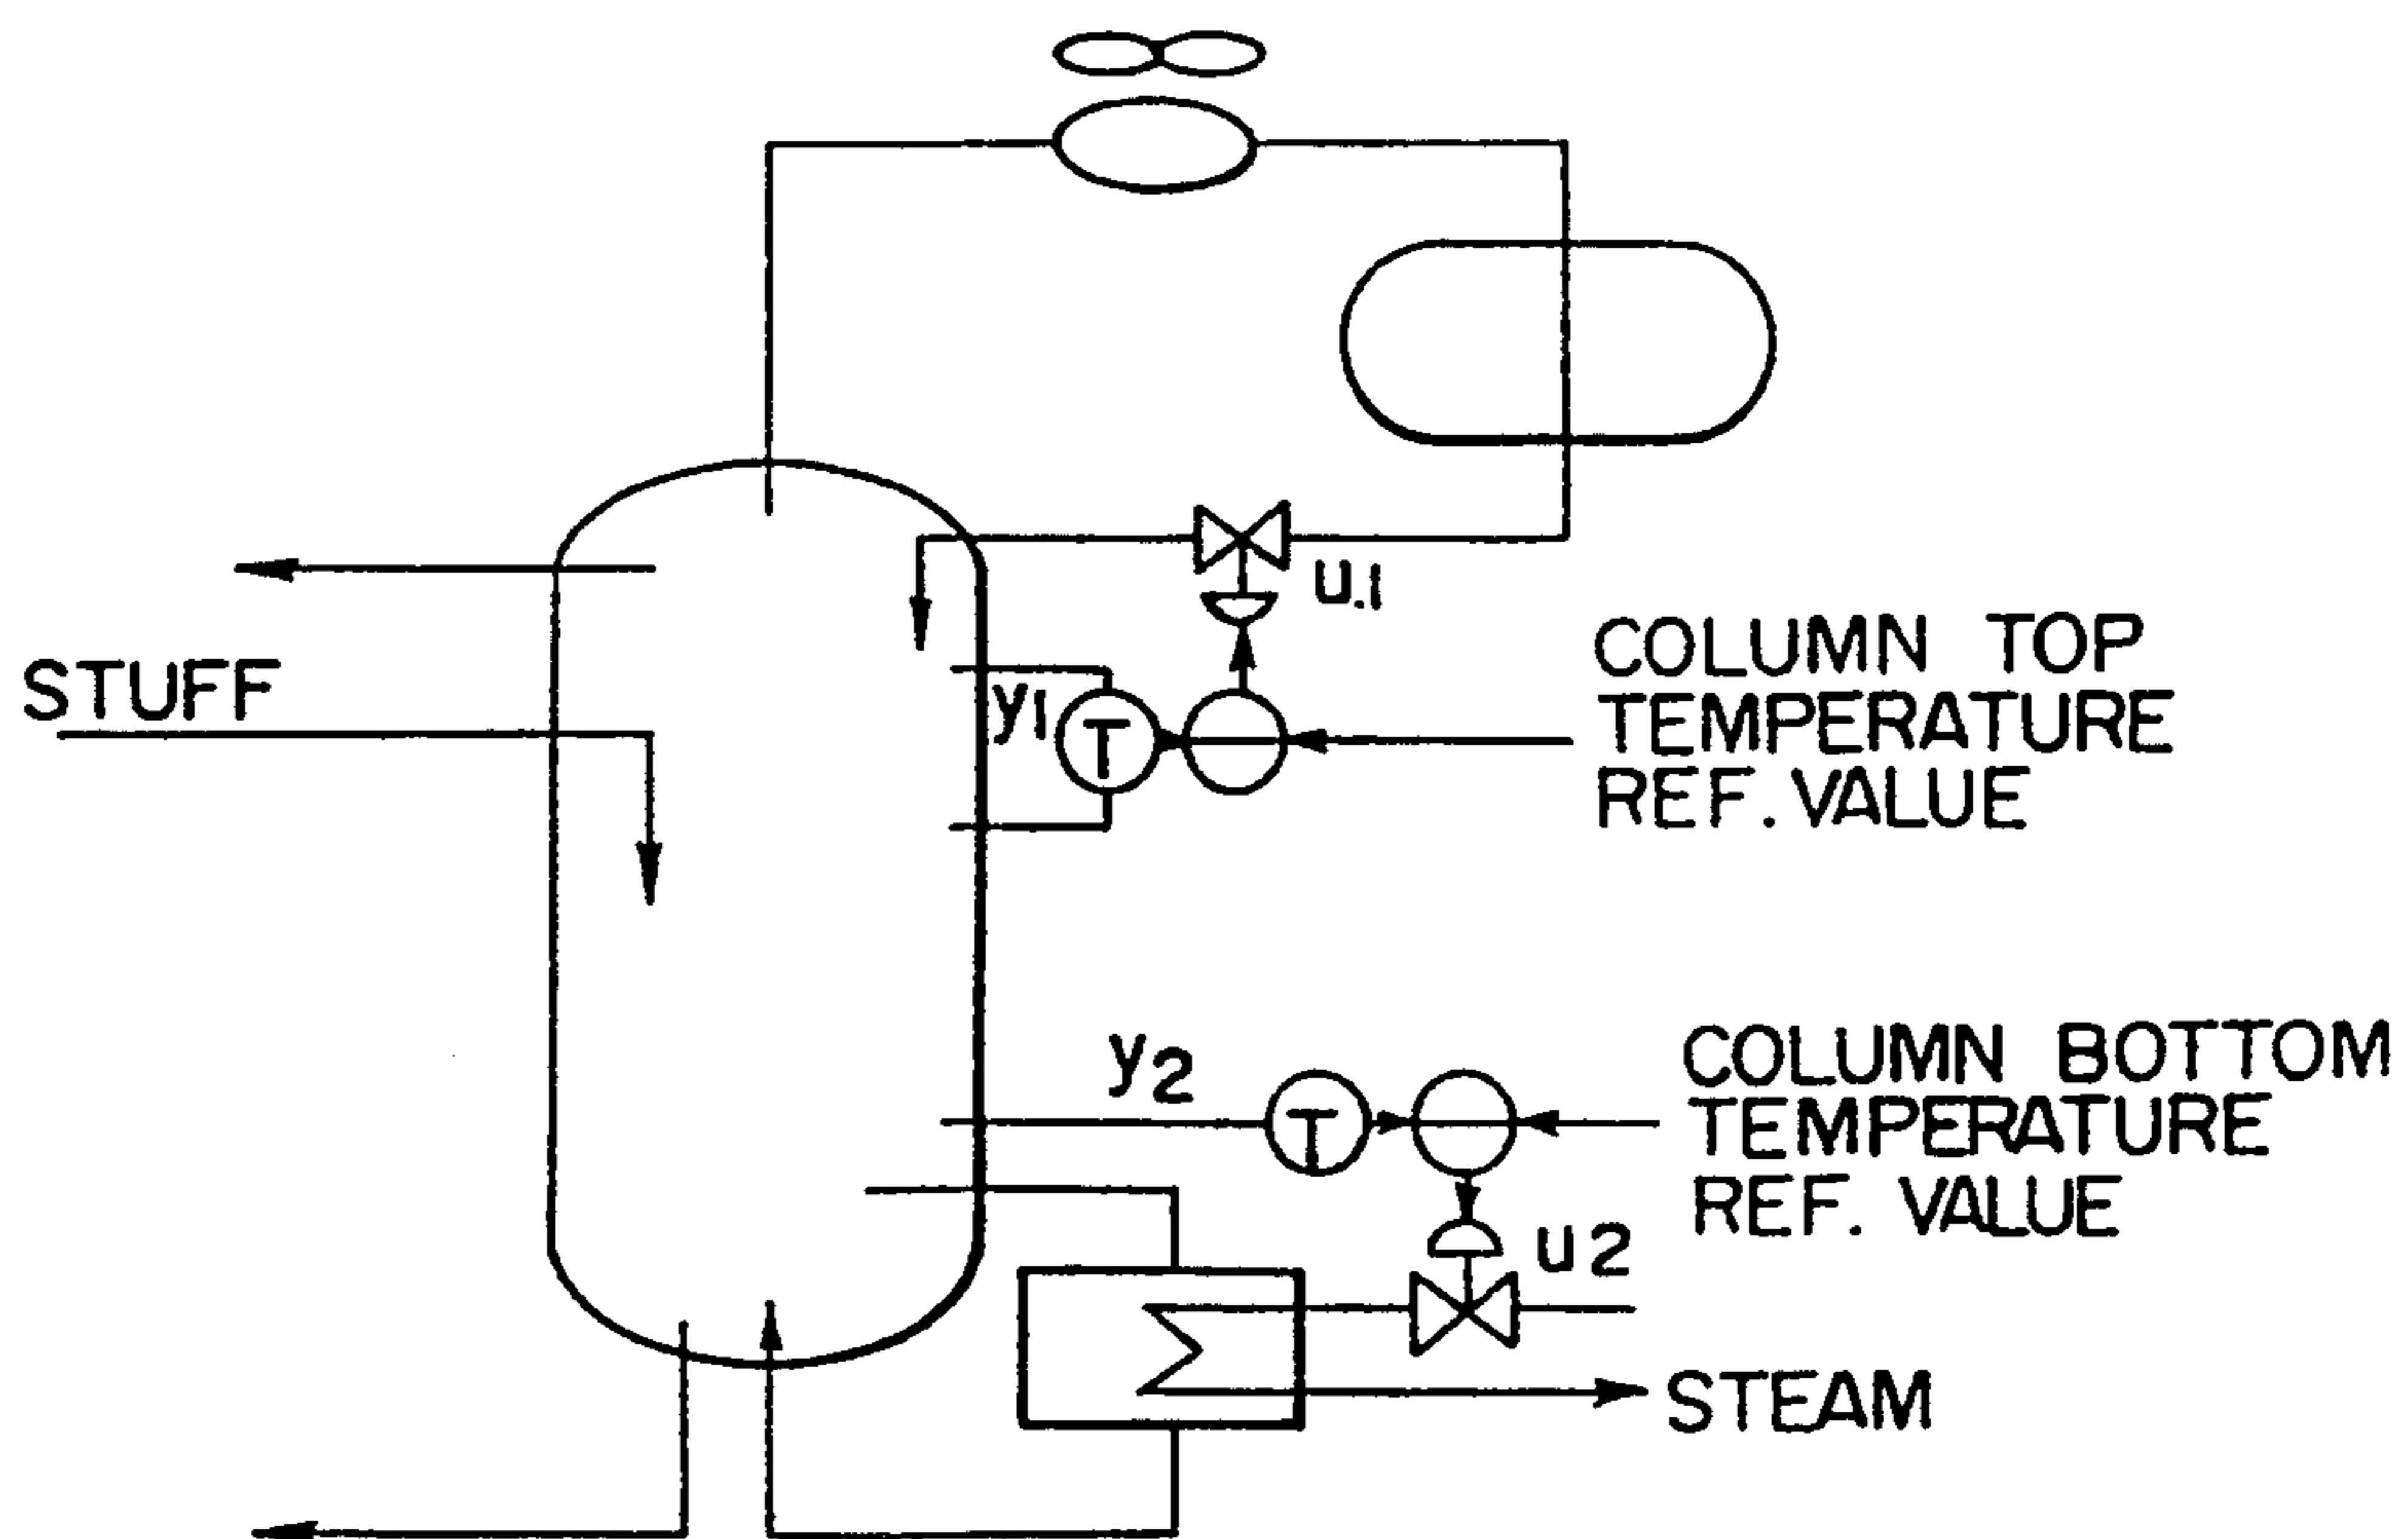 u.1
COLUMN TOP
TEMPERATURE
REF. VALUE
STUFF
y1
T
y2
T
COLUMN BOTTOM
TEMPERATURE
REF. VALUE
u2
STEAM